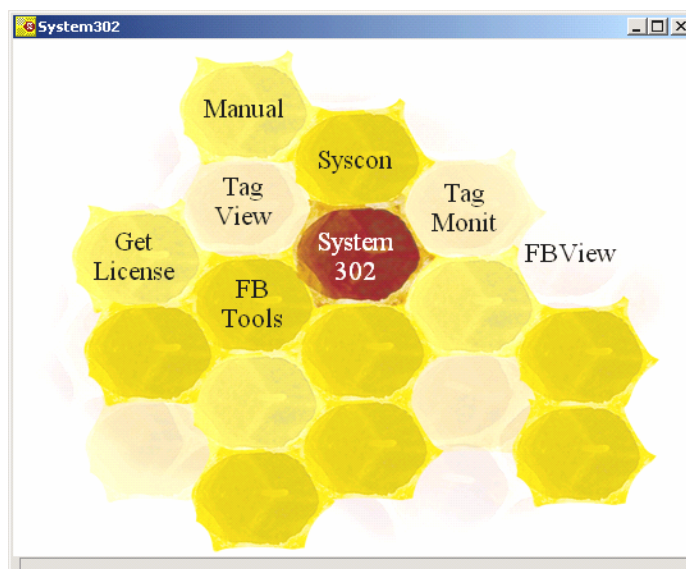 System302
Manual
Syscon
Tag
View
Tag
Monit
Get
License
System
302
FBView
FB
Tools